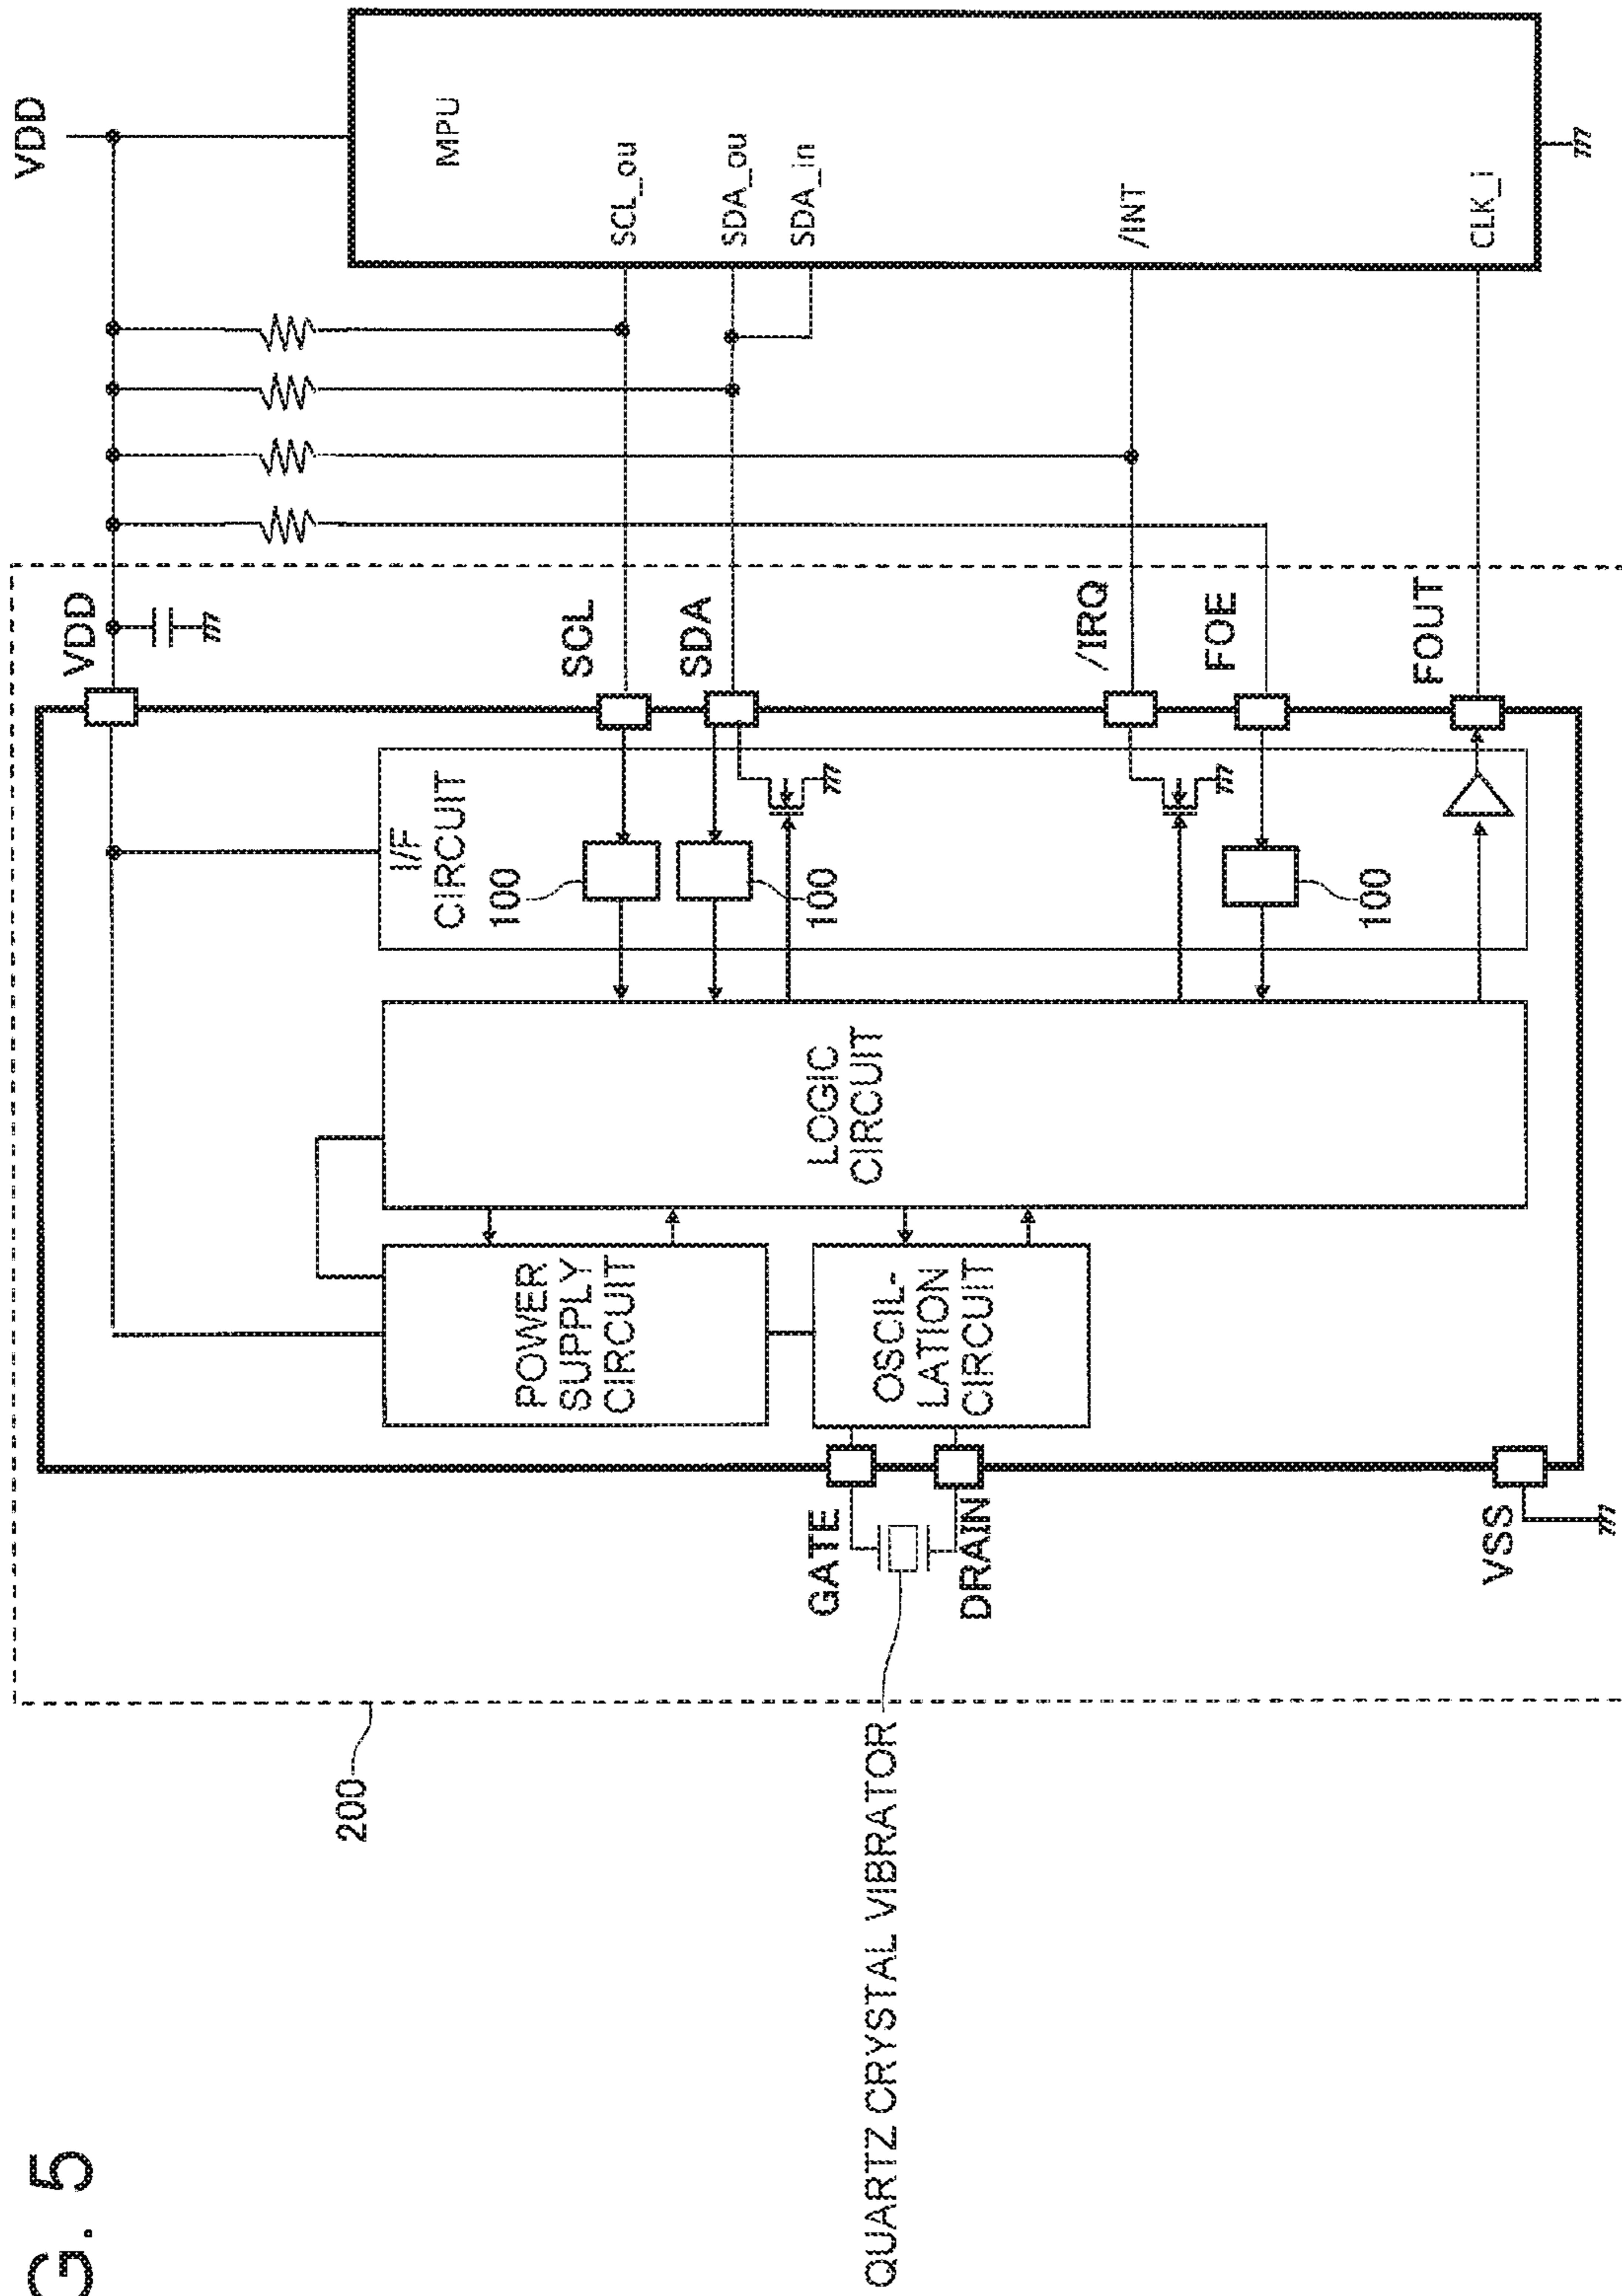 G. 5
200
QUARTZ CRYSTAL VIBRATOR
GATE
DRAIN
VSS
POWER
SUPPLY
CIRCUIT
OSCIL-
LATION
CIRCUIT
LOGIC
CIRCUIT
I/F
CIRCUIT
100
100
100
VDD
SCL
SDA
/IRQ
FOE
FOUT
VDD
MPU
SCL_ou
SDA_ou
SDA_in
/INT
CLK_i